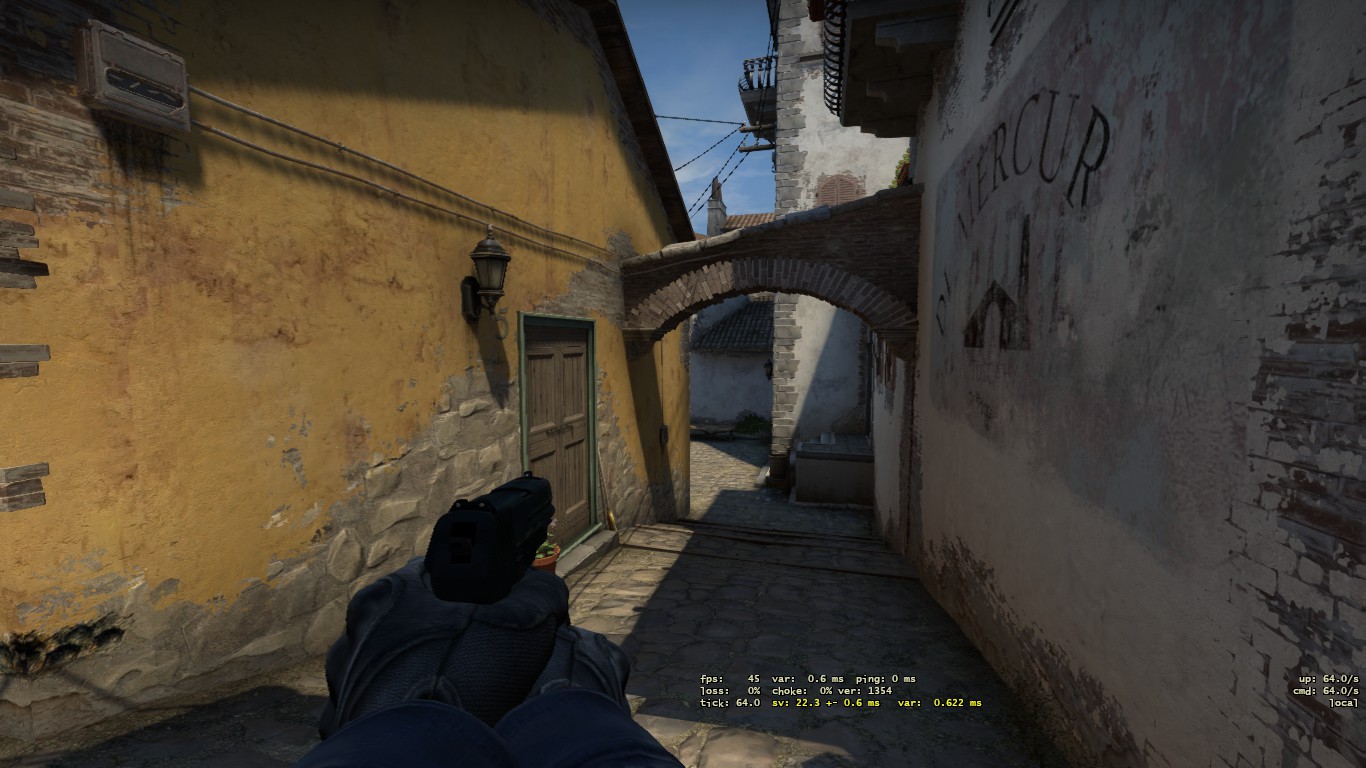 MERCUR
fps: 45 var: 0.6 ms ping: 0 ms
loss: 0% choke: 0% ver: 1354
tick: 64.0 sv: 22.3 +- 0.6 ms var: 0.622 ms
up: 64.0/s
cmd: 64.0/s
local